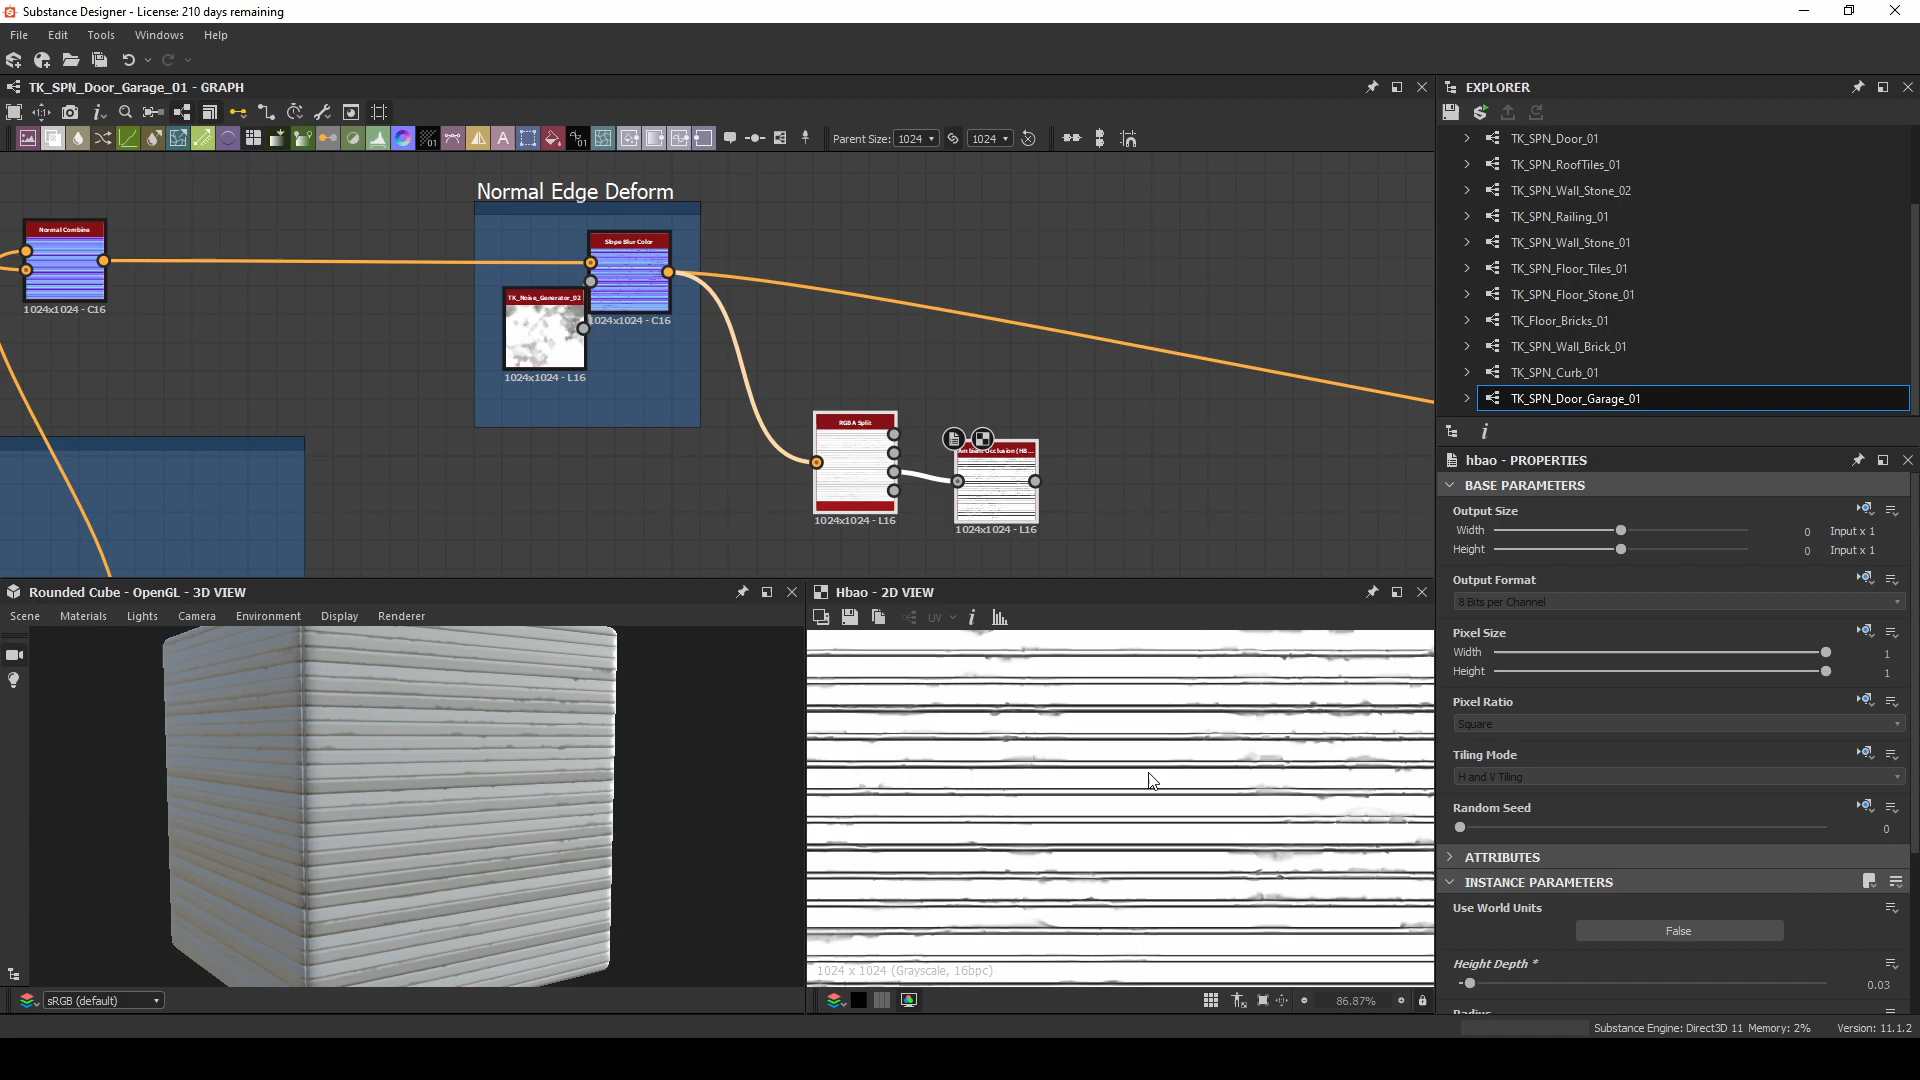 Substance Designer - License: 210 days remaining
File Edit Tools Windows Help
TK_SPN_Door_Garage_01 - GRAPH
Parent Size: 1024 1024
Normal Edge Deform
Normal Combine
1024x1024 - C16
Slope Blur Color
1024x1024 - C16
TK_Noise_Generator_02
1024x1024 - L16
RGBA Split
1024x1024 - L16
Ambient Occlusion (HB...
1024x1024 - L16
EXPLORER
TK_SPN_Door_01
TK_SPN_RoofTiles_01
TK_SPN_Wall_Stone_02
TK_SPN_Railing_01
TK_SPN_Wall_Stone_01
TK_SPN_Floor_Tiles_01
TK_SPN_Floor_Stone_01
TK_Floor_Bricks_01
TK_SPN_Wall_Brick_01
TK_SPN_Curb_01
TK_SPN_Door_Garage_01
hbao - PROPERTIES
BASE PARAMETERS
Output Size
Width 0 Input x 1
Height 0 Input x 1
Output Format
8 Bits per Channel
Pixel Size
Width 1
Height 1
Pixel Ratio
Square
Tiling Mode
H and V Tiling
Random Seed
0
ATTRIBUTES
INSTANCE PARAMETERS
Use World Units
False
Height Depth *
0.03
Radius
Rounded Cube - OpenGL - 3D VIEW
Scene Materials Lights Camera Environment Display Renderer
sRGB (default)
Hbao - 2D VIEW
UV
1024 x 1024 (Grayscale, 16bpc)
86.87%
Substance Engine: Direct3D 11 Memory: 2% Version: 11.1.2